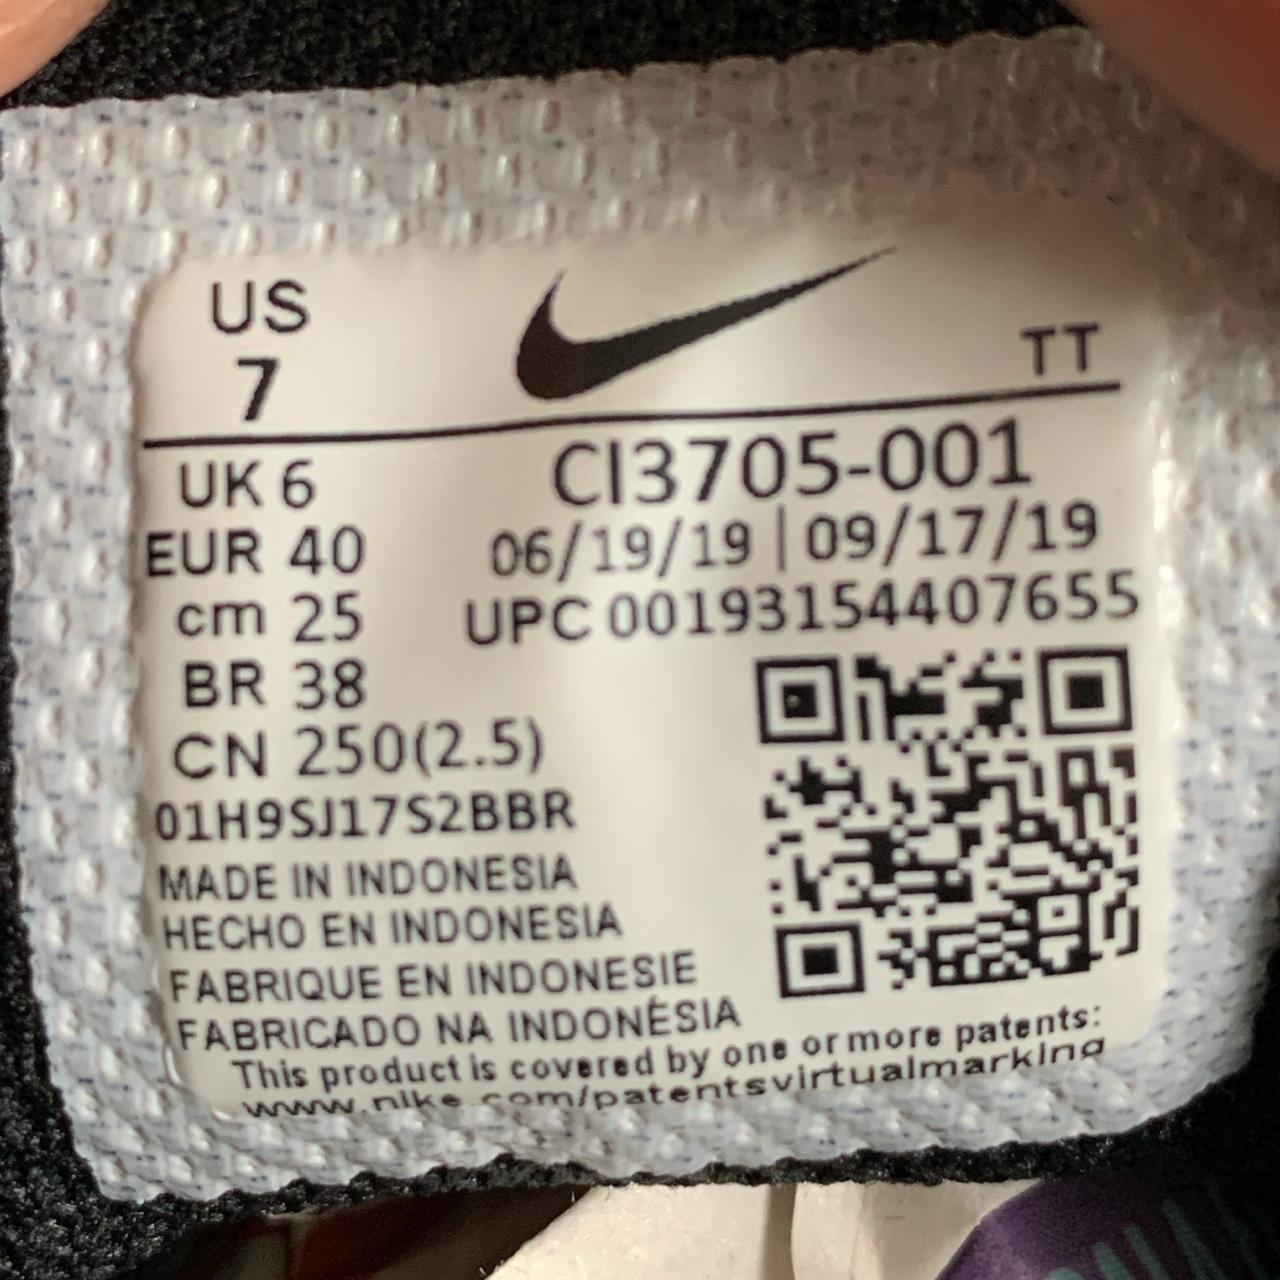 US
7
TT
UK 6
EUR 40
cm 25
BR 38
CN 250(2.5)
CI3705-001
06/19/19 | 09/17/19
UPC 00193154407655
01H9SJ17S2BBR
MADE IN INDONESIA
HECHO EN INDONESIA
FABRIQUE EN INDONESIE
FABRICADO NA INDONÉSIA
This product is covered by one or more patents:
www.nike.com/patentsvirtualmarking